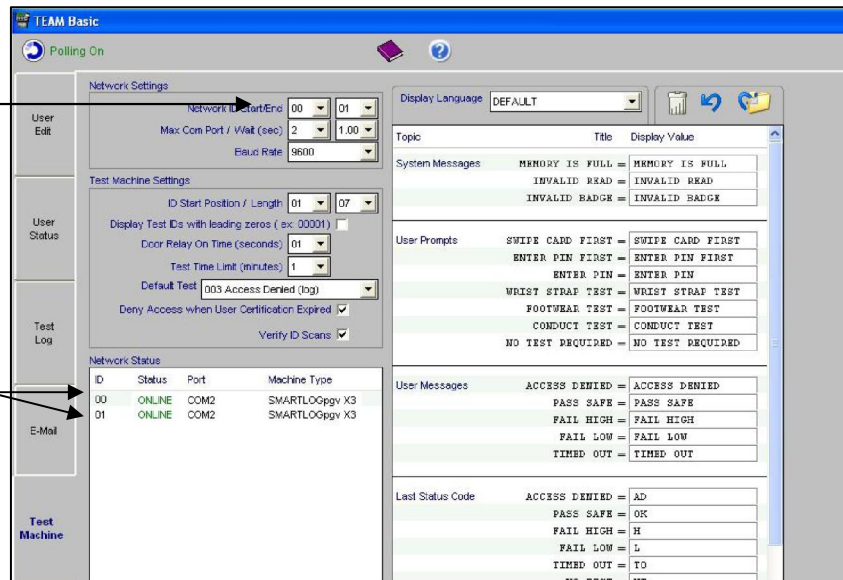 TEAM Basic
Polling On
User Edit
User Status
Test Log
E-Mail
Test Machine
Network Settings
Network ID Start/End 00 01
Max Com Port / Wait (sec) 2 1.00
Baud Rate 9600
Test Machine Settings
ID Start Position / Length 01 07
Display Test IDs with leading zeros ( ex: 00001)
Door Relay On Time (seconds) 01
Test Time Limit (minutes) 1
Default Test 003 Access Denied (log)
Deny Access when User Certification Expired
Verify ID Scans
Network Status
ID Status Port Machine Type
00 ONLINE COM2 SMARTLOGpgv X3
01 ONLINE COM2 SMARTLOGpgv X3
Display Language DEFAULT
Topic Title Display Value
System Messages MEMORY IS FULL = MEMORY IS FULL
INVALID READ = INVALID READ
INVALID BADGE = INVALID BADGE
User Prompts SWIPE CARD FIRST = SWIPE CARD FIRST
ENTER PIN FIRST = ENTER PIN FIRST
ENTER PIN = ENTER PIN
WRIST STRAP TEST = WRIST STRAP TEST
FOOTWEAR TEST = FOOTWEAR TEST
CONDUCT TEST = CONDUCT TEST
NO TEST REQUIRED = NO TEST REQUIRED
User Messages ACCESS DENIED = ACCESS DENIED
PASS SAFE = PASS SAFE
FAIL HIGH = FAIL HIGH
FAIL LOW = FAIL LOW
TIMED OUT = TIMED OUT
Last Status Code ACCESS DENIED = AD
PASS SAFE = OK
FAIL HIGH = H
FAIL LOW = L
TIMED OUT = TO